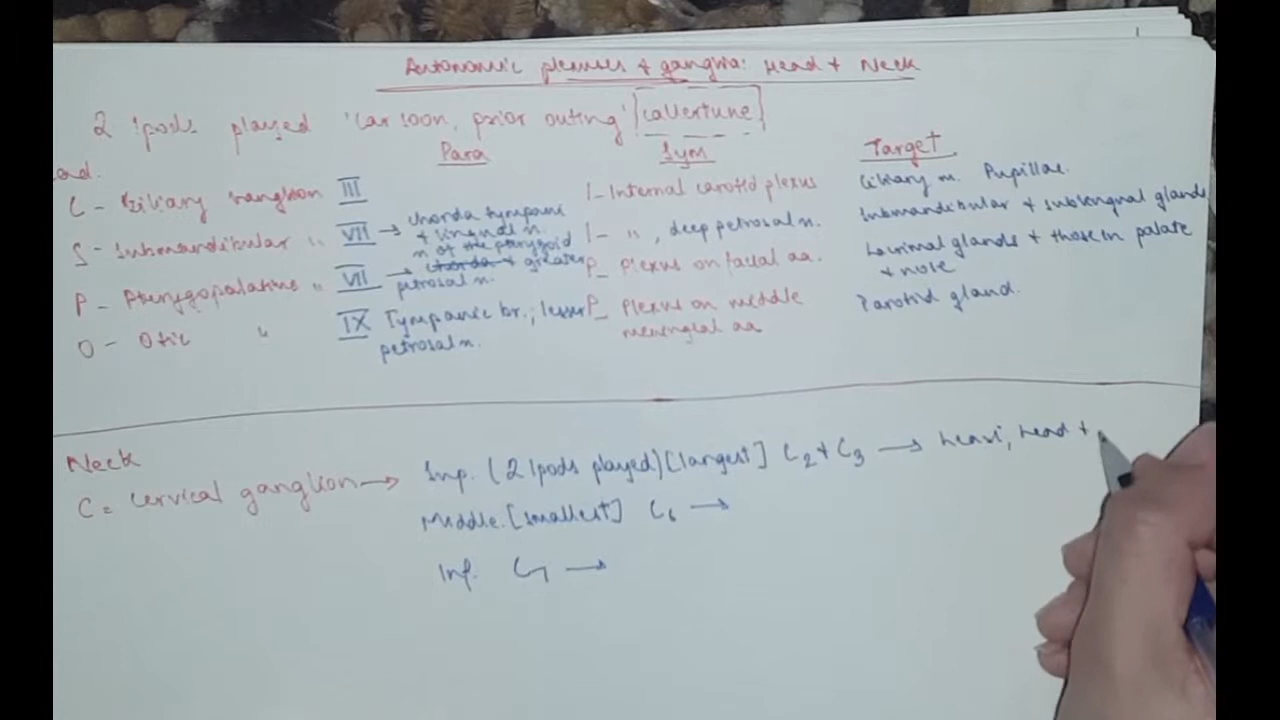 Autonomic plexuses & ganglia: Head & Neck
2 Ipods played 'car soon, prior outing' [callertune]
ead.
Para Sym Target
C - Ciliary ganglion III I - Internal carotid plexus Ciliary m. Pupillae.
S - Submandibular " VII → chorda tympani & lingual n. I - " , deep petrosal n. Submandibular & sublingual glands
P - Pterygopalatine " VII → n of the pterygoid greater petrosal n. P - Plexus on facial aa. Lacrimal glands & those in palate & nose
O - Otic " IX Tympanic br.; lesser petrosal n. P - Plexus on middle meningeal aa Parotid gland.
Neck
C = Cervical ganglion → Sup. (2 Ipods played) [largest] C2 + C3 → heart, head +
Middle. [smallest] C6 →
Inf. C7 →